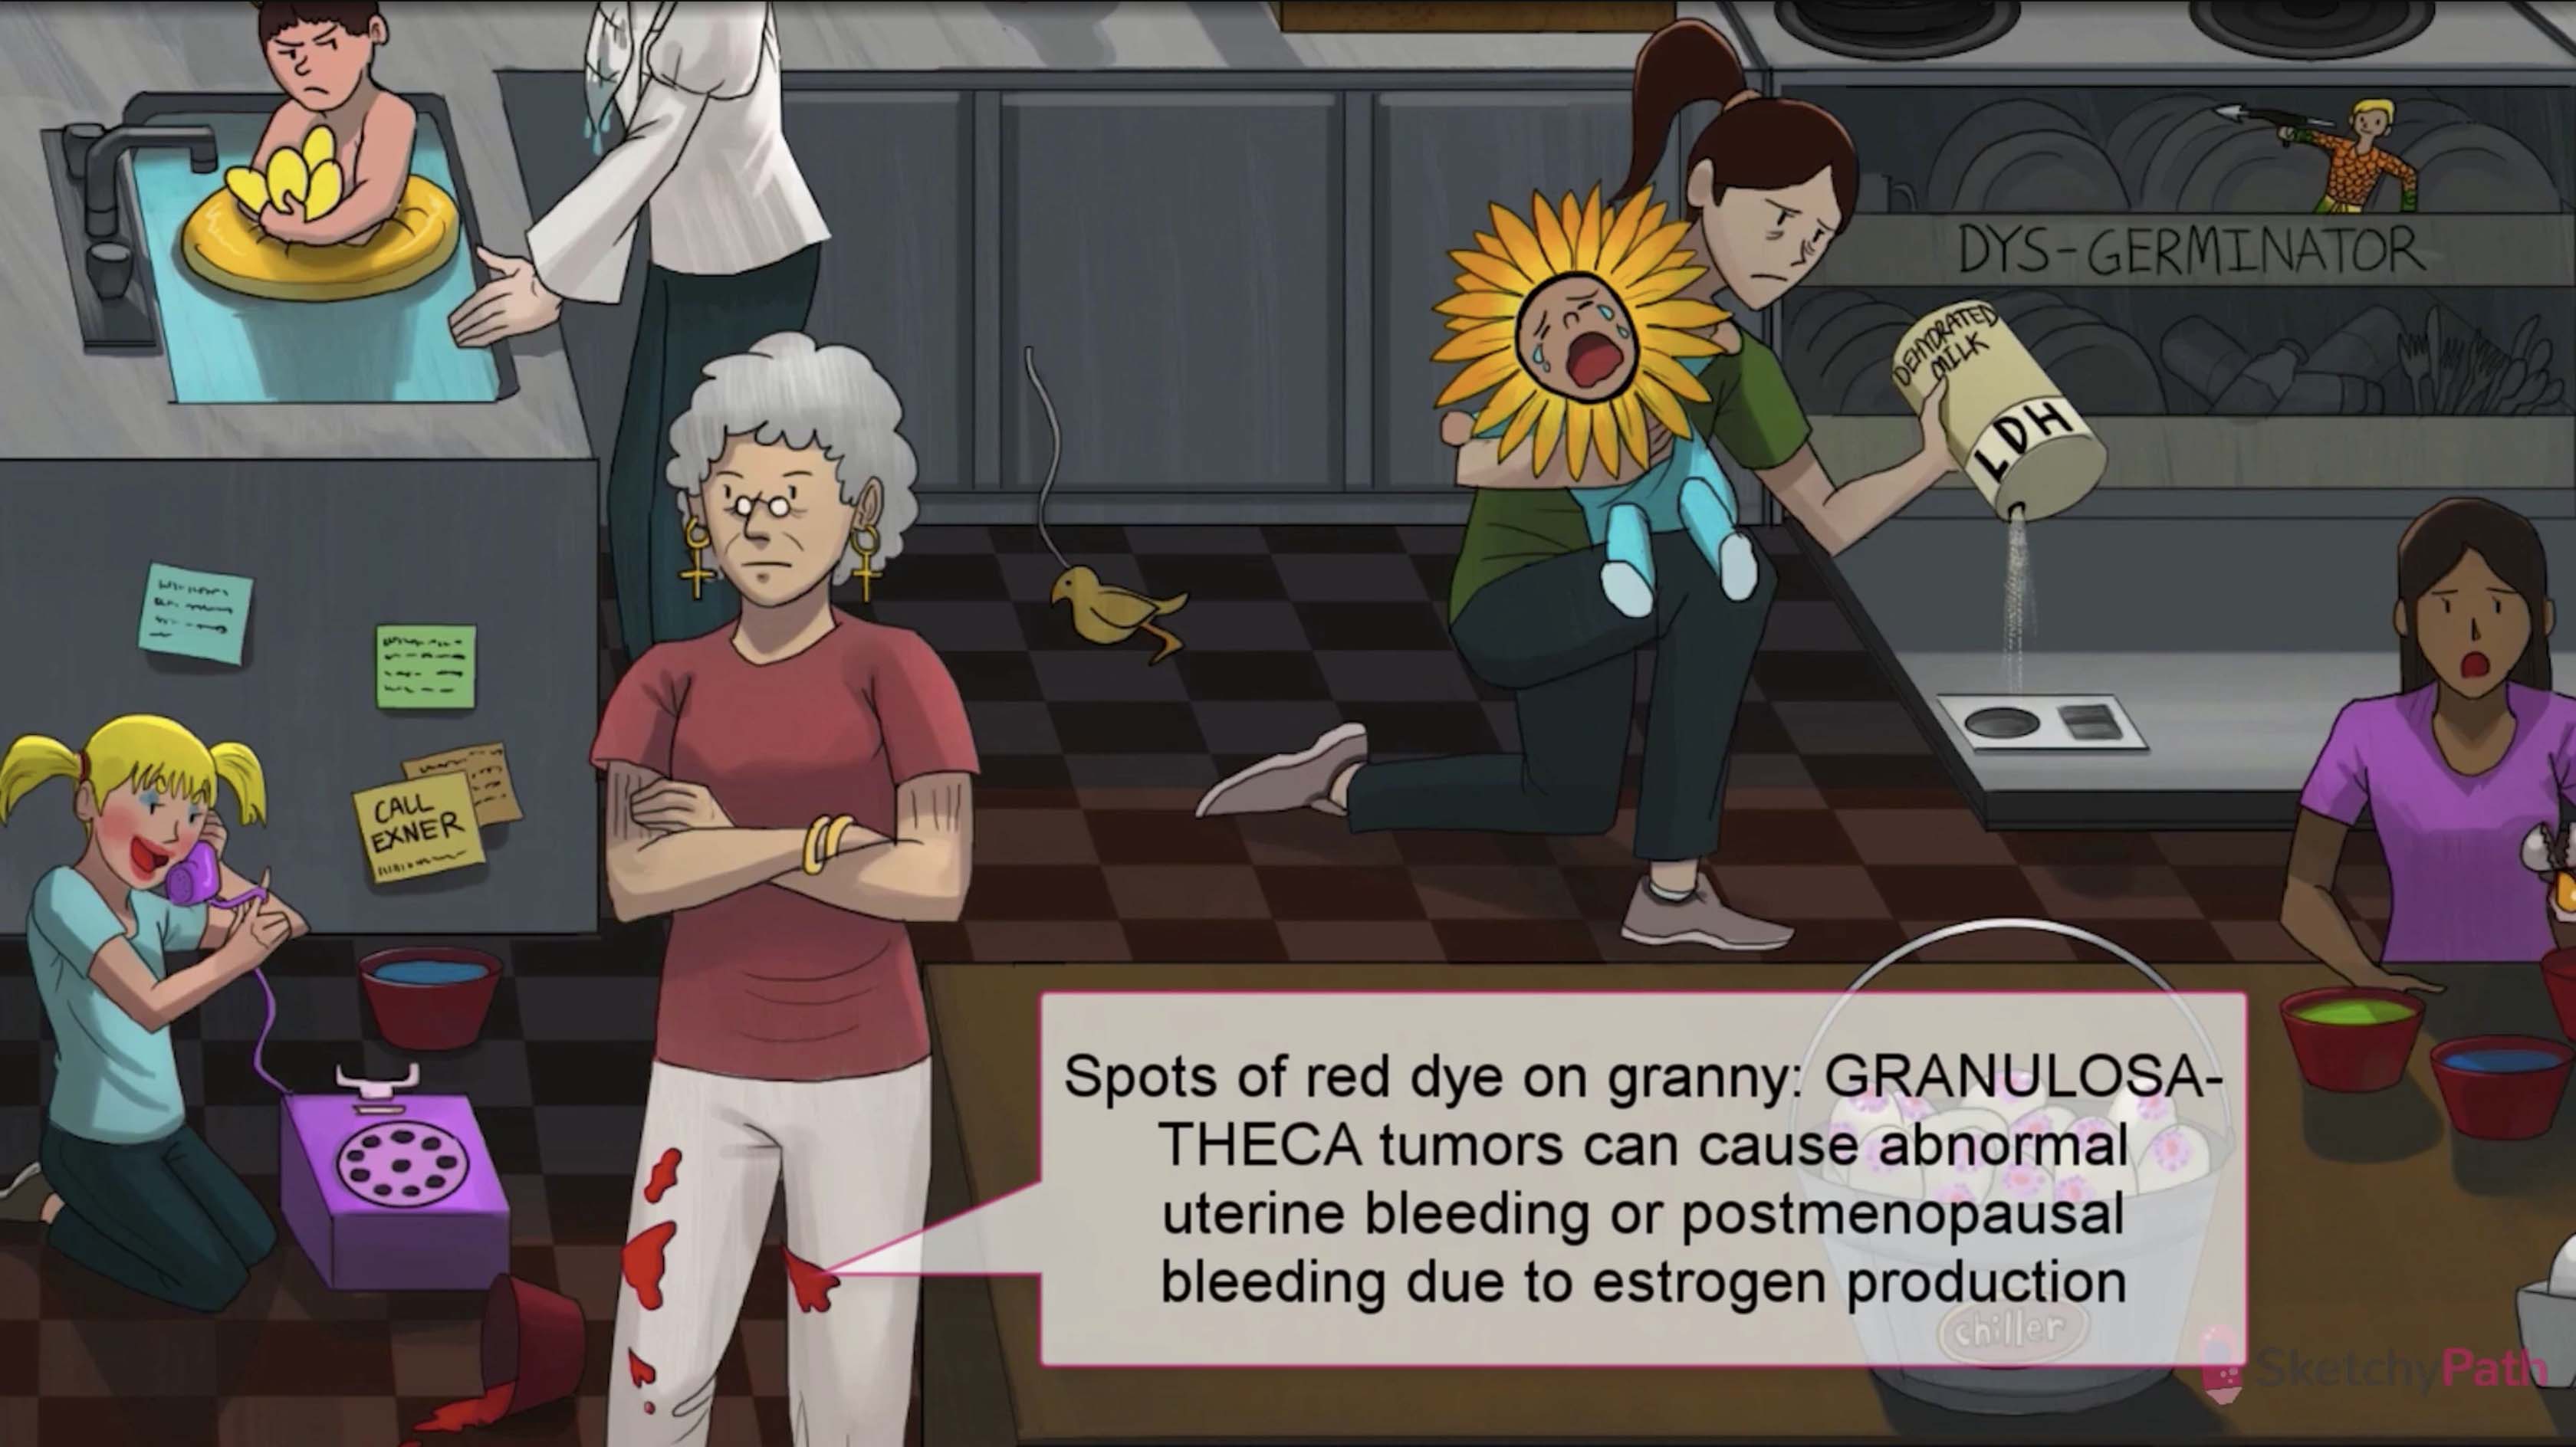 DYS-GERMINATOR
DEHYDRATED
MILK
LDH
CALL
EXNER
Spots of red dye on granny: GRANULOSA-
THECA tumors can cause abnormal
uterine bleeding or postmenopausal
bleeding due to estrogen production
chiller
SketchyPath